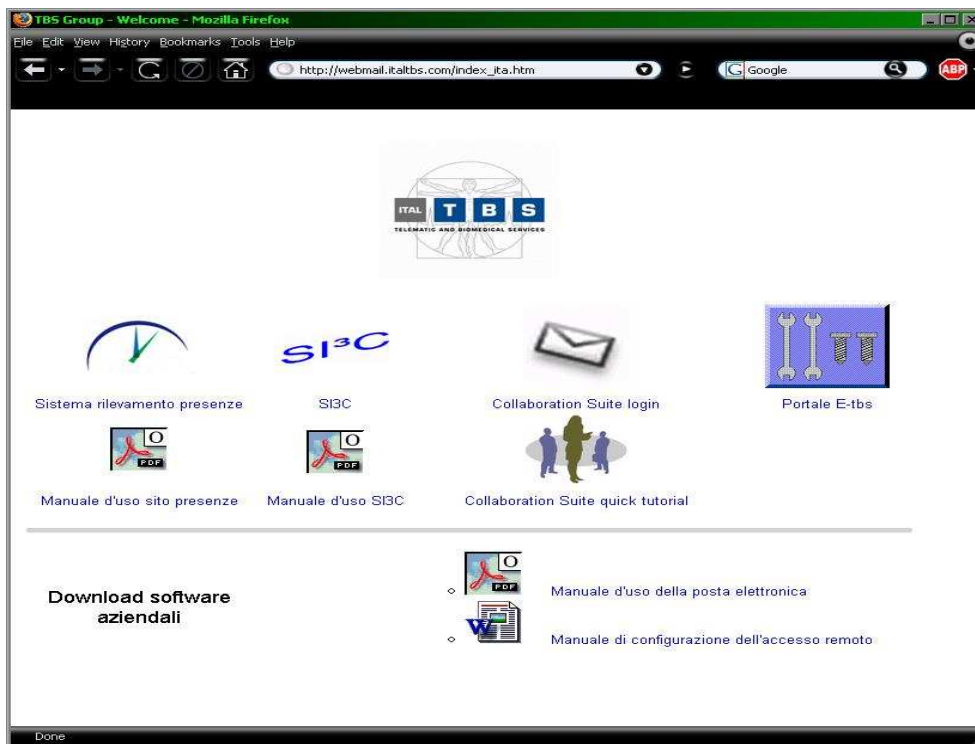 TBS Group - Welcome - Mozilla Firefox
File Edit View History Bookmarks Tools Help
http://webmail.italtbs.com/index_ita.htm
G Google
ABP
ITAL T B S
TELEMATIC AND BIOMEDICAL SERVICES
SI³C
Sistema rilevamento presenze
SI3C
Collaboration Suite login
Portale E-tbs
O
PDF
O
PDF
Manuale d'uso sito presenze
Manuale d'uso SI3C
Collaboration Suite quick tutorial
Download software
aziendali
O
PDF
Manuale d'uso della posta elettronica
W
Manuale di configurazione dell'accesso remoto
Done